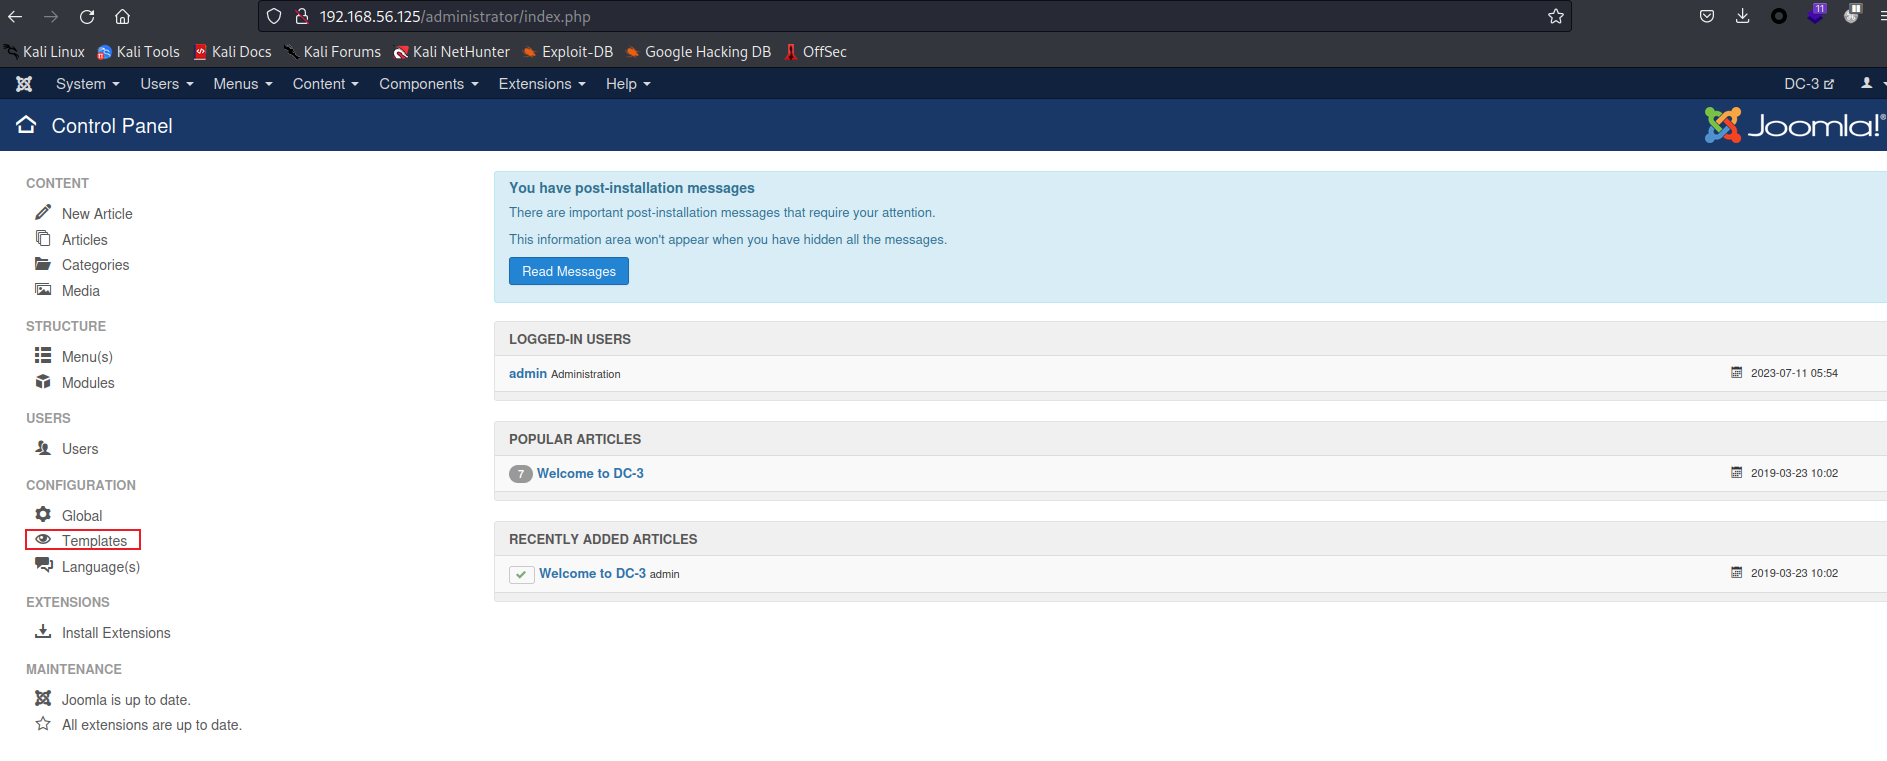 192.168.56.125/administrator/index.php
11
Kali Linux Kali Tools Kali Docs Kali Forums Kali NetHunter Exploit-DB Google Hacking DB OffSec
System Users Menus Content Components Extensions Help DC-3
Control Panel Joomla!®
CONTENT
New Article
Articles
Categories
Media
STRUCTURE
Menu(s)
Modules
USERS
Users
CONFIGURATION
Global
Templates
Language(s)
EXTENSIONS
Install Extensions
MAINTENANCE
Joomla is up to date.
All extensions are up to date.
You have post-installation messages
There are important post-installation messages that require your attention.
This information area won't appear when you have hidden all the messages.
Read Messages
LOGGED-IN USERS
admin Administration 2023-07-11 05:54
POPULAR ARTICLES
7 Welcome to DC-3 2019-03-23 10:02
RECENTLY ADDED ARTICLES
Welcome to DC-3 admin 2019-03-23 10:02